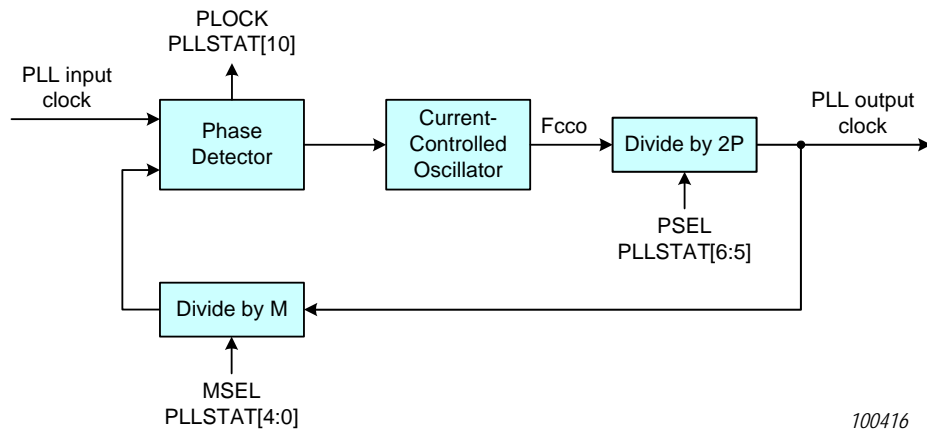 PLOCK
PLLSTAT[10]
PLL input
clock
Phase
Detector
Current-
Controlled
Oscillator
Fcco
Divide by 2P
PLL output
clock
PSEL
PLLSTAT[6:5]
Divide by M
MSEL
PLLSTAT[4:0]
100416